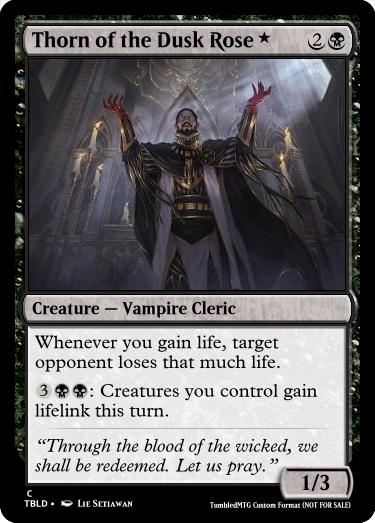 Thorn of the Dusk Rose ★ 2
Creature — Vampire Cleric
Whenever you gain life, target
opponent loses that much life.
3: Creatures you control gain
lifelink this turn.
“Through the blood of the wicked, we
shall be redeemed. Let us pray.”
1/3
C
TBLD • Lie Setiawan
TumbledMTG Custom Format (NOT FOR SALE)